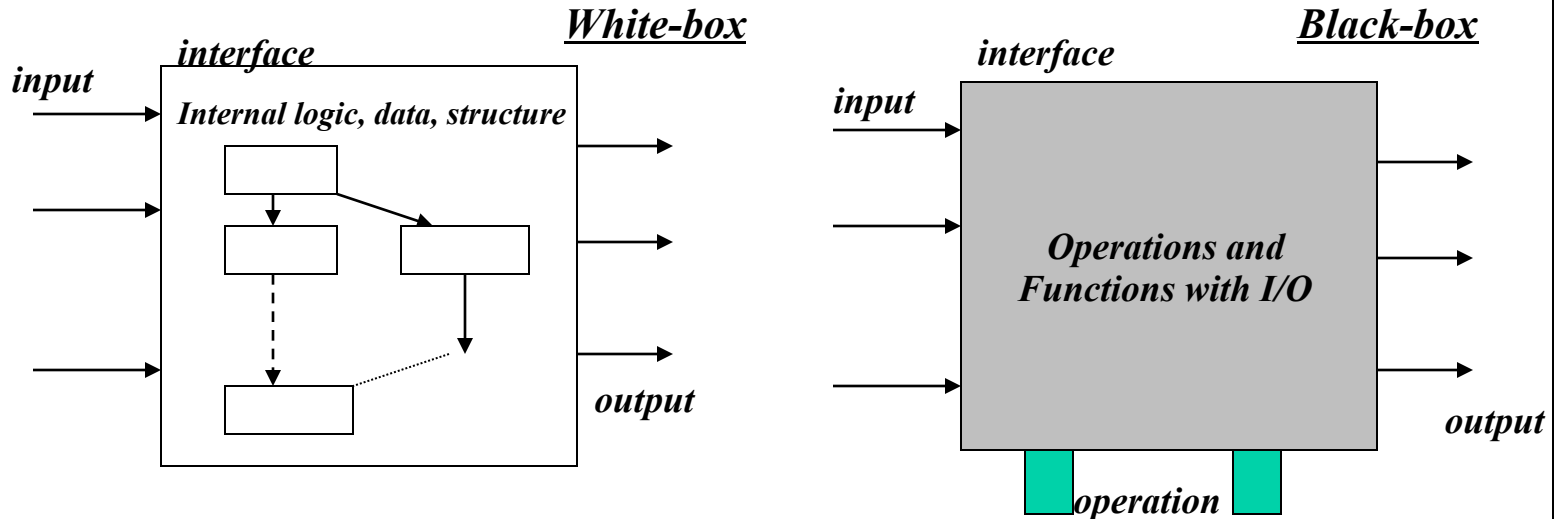 White-box
interface
input
Internal logic, data, structure
output
Black-box
interface
input
Operations and
Functions with I/O
output
operation